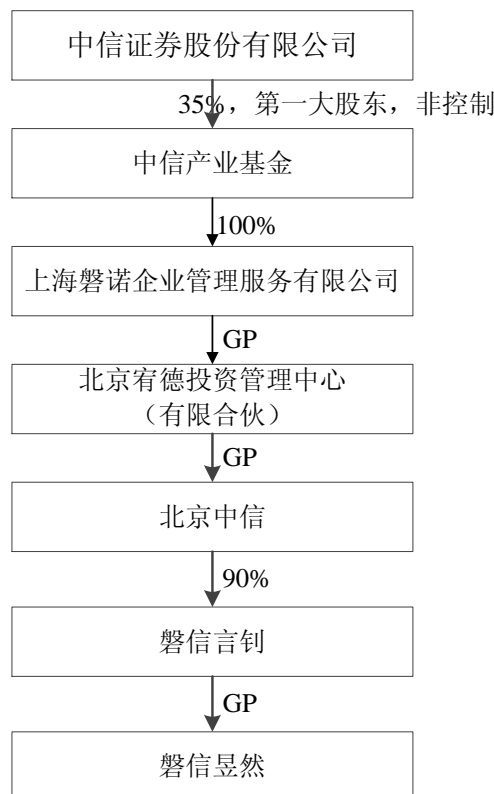 中信证券股份有限公司
35%，第一大股东，非控制
中信产业基金
100%
上海磐诺企业管理服务有限公司
GP
北京宥德投资管理中心
（有限合伙）
GP
北京中信
90%
磐信言钊
GP
磐信昱然